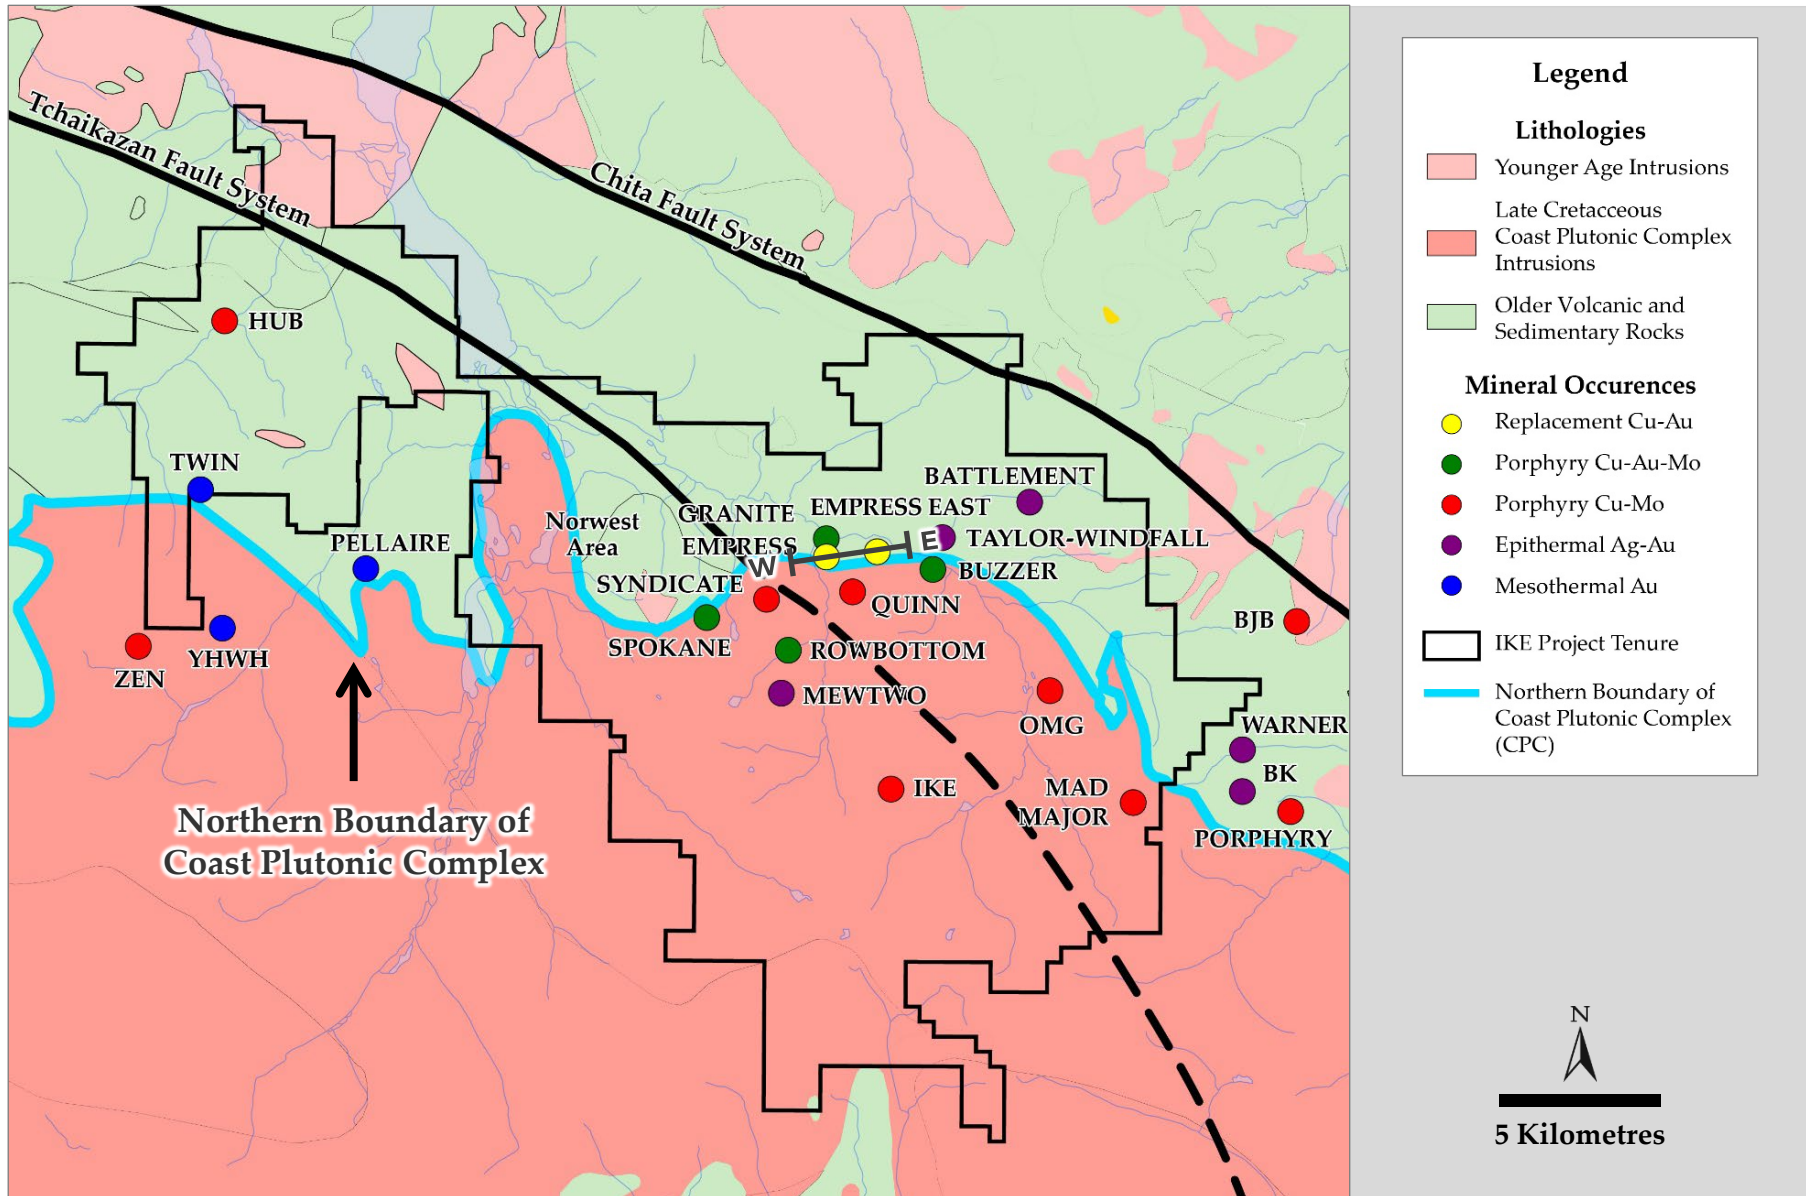 Tchaikazan Fault System
Chita Fault System
HUB
TWIN
PELLAIRE
ZEN
YHWH
Norwest
Area
GRANITE
EMPRESS
EMPRESS EAST
BATTLEMENT
W
E
TAYLOR-WINDFALL
BUZZER
SYNDICATE
QUINN
SPOKANE
ROWBOTTOM
MEWTWO
OMG
IKE
MAD
MAJOR
BJB
WARNER
BK
PORPHYRY
Northern Boundary of
Coast Plutonic Complex
Legend
Lithologies
Younger Age Intrusions
Late Cretacceous
Coast Plutonic Complex
Intrusions
Older Volcanic and
Sedimentary Rocks
Mineral Occurences
Replacement Cu-Au
Porphyry Cu-Au-Mo
Porphyry Cu-Mo
Epithermal Ag-Au
Mesothermal Au
IKE Project Tenure
Northern Boundary of
Coast Plutonic Complex
(CPC)
N
5 Kilometres